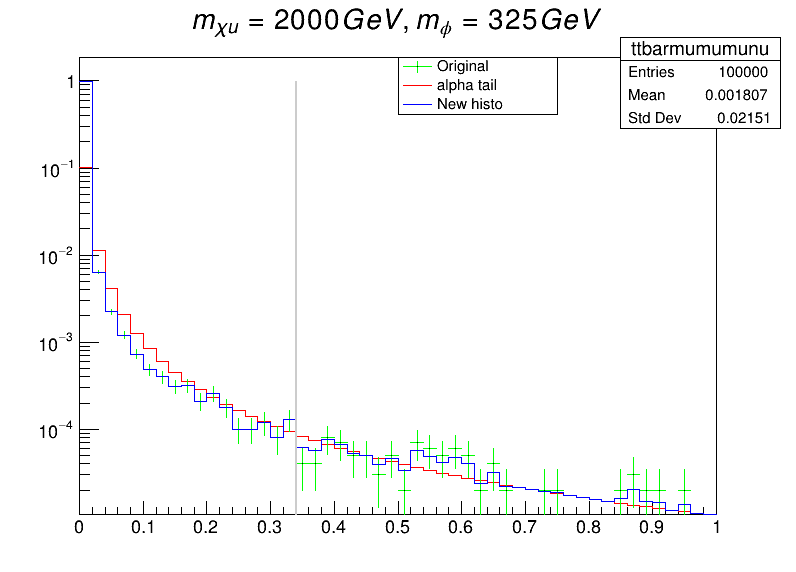 mχu = 2000GeV, mϕ = 325GeV
ttbarmumumunu
Entries 100000
Mean 0.001807
Std Dev 0.02151
Original
alpha tail
New histo
1
10⁻¹
10⁻²
10⁻³
10⁻⁴
0 0.1 0.2 0.3 0.4 0.5 0.6 0.7 0.8 0.9 1